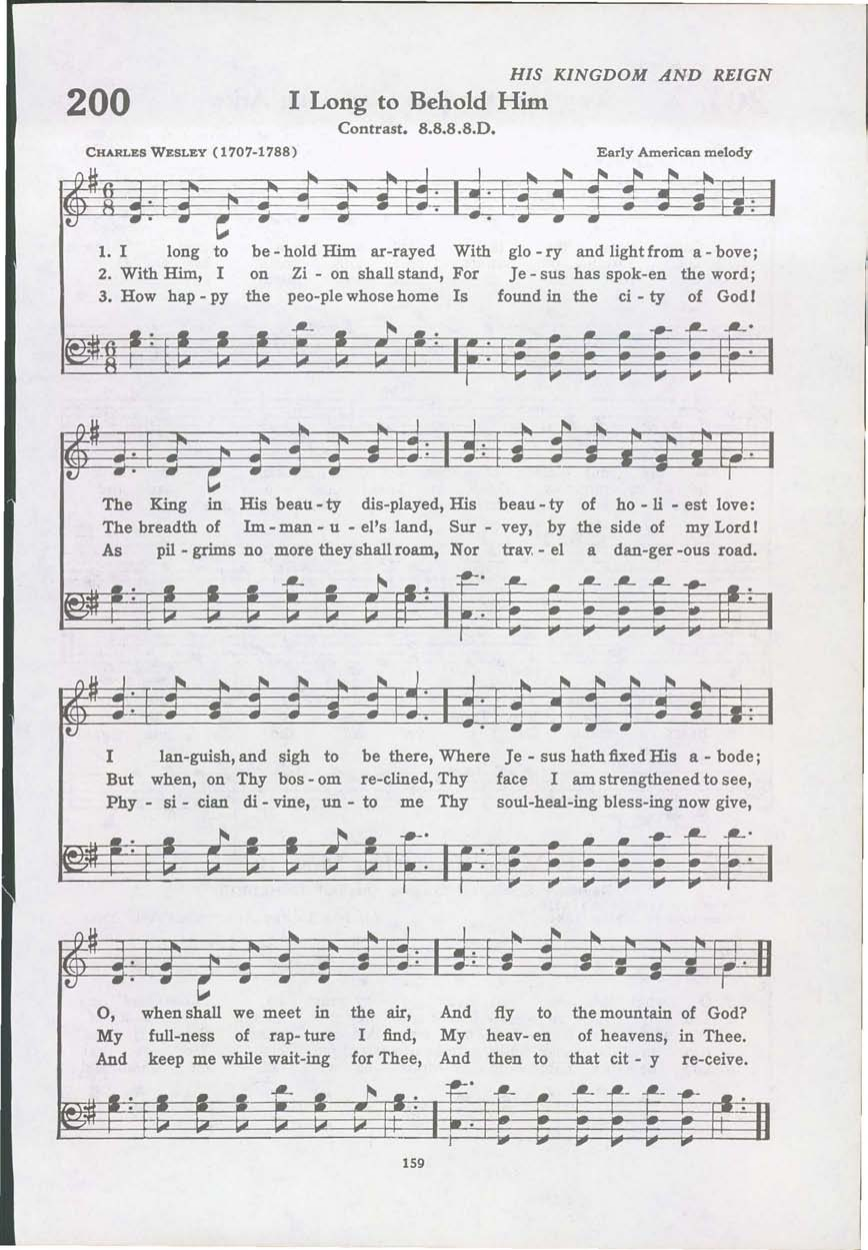 HIS KINGDOM AND REIGN
200 I Long to Behold Him
Contrast. 8.8.8.8.D.
CHARLES WESLEY (1707-1788) Early American melody
6 8
1. I long to be - hold Him ar-rayed With glo - ry and light from a - bove;
2. With Him, I on Zi - on shall stand, For Je - sus has spok-en the word;
3. How hap - py the peo-ple whose home Is found in the ci - ty of God!
6 8
The King in His beau - ty dis-played, His beau - ty of ho - li - est love:
The breadth of Im - man - u - el's land, Sur - vey, by the side of my Lord!
As pil - grims no more they shall roam, Nor trav - el a dan-ger -ous road.
I lan-guish, and sigh to be there, Where Je - sus hath fixed His a - bode;
But when, on Thy bos - om re-clined, Thy face I am strengthened to see,
Phy - si - cian di - vine, un - to me Thy soul-heal-ing bless-ing now give,
O, when shall we meet in the air, And fly to the mountain of God?
My full-ness of rap- ture I find, My heav- en of heavens, in Thee.
And keep me while wait-ing for Thee, And then to that cit - y re-ceive.
159